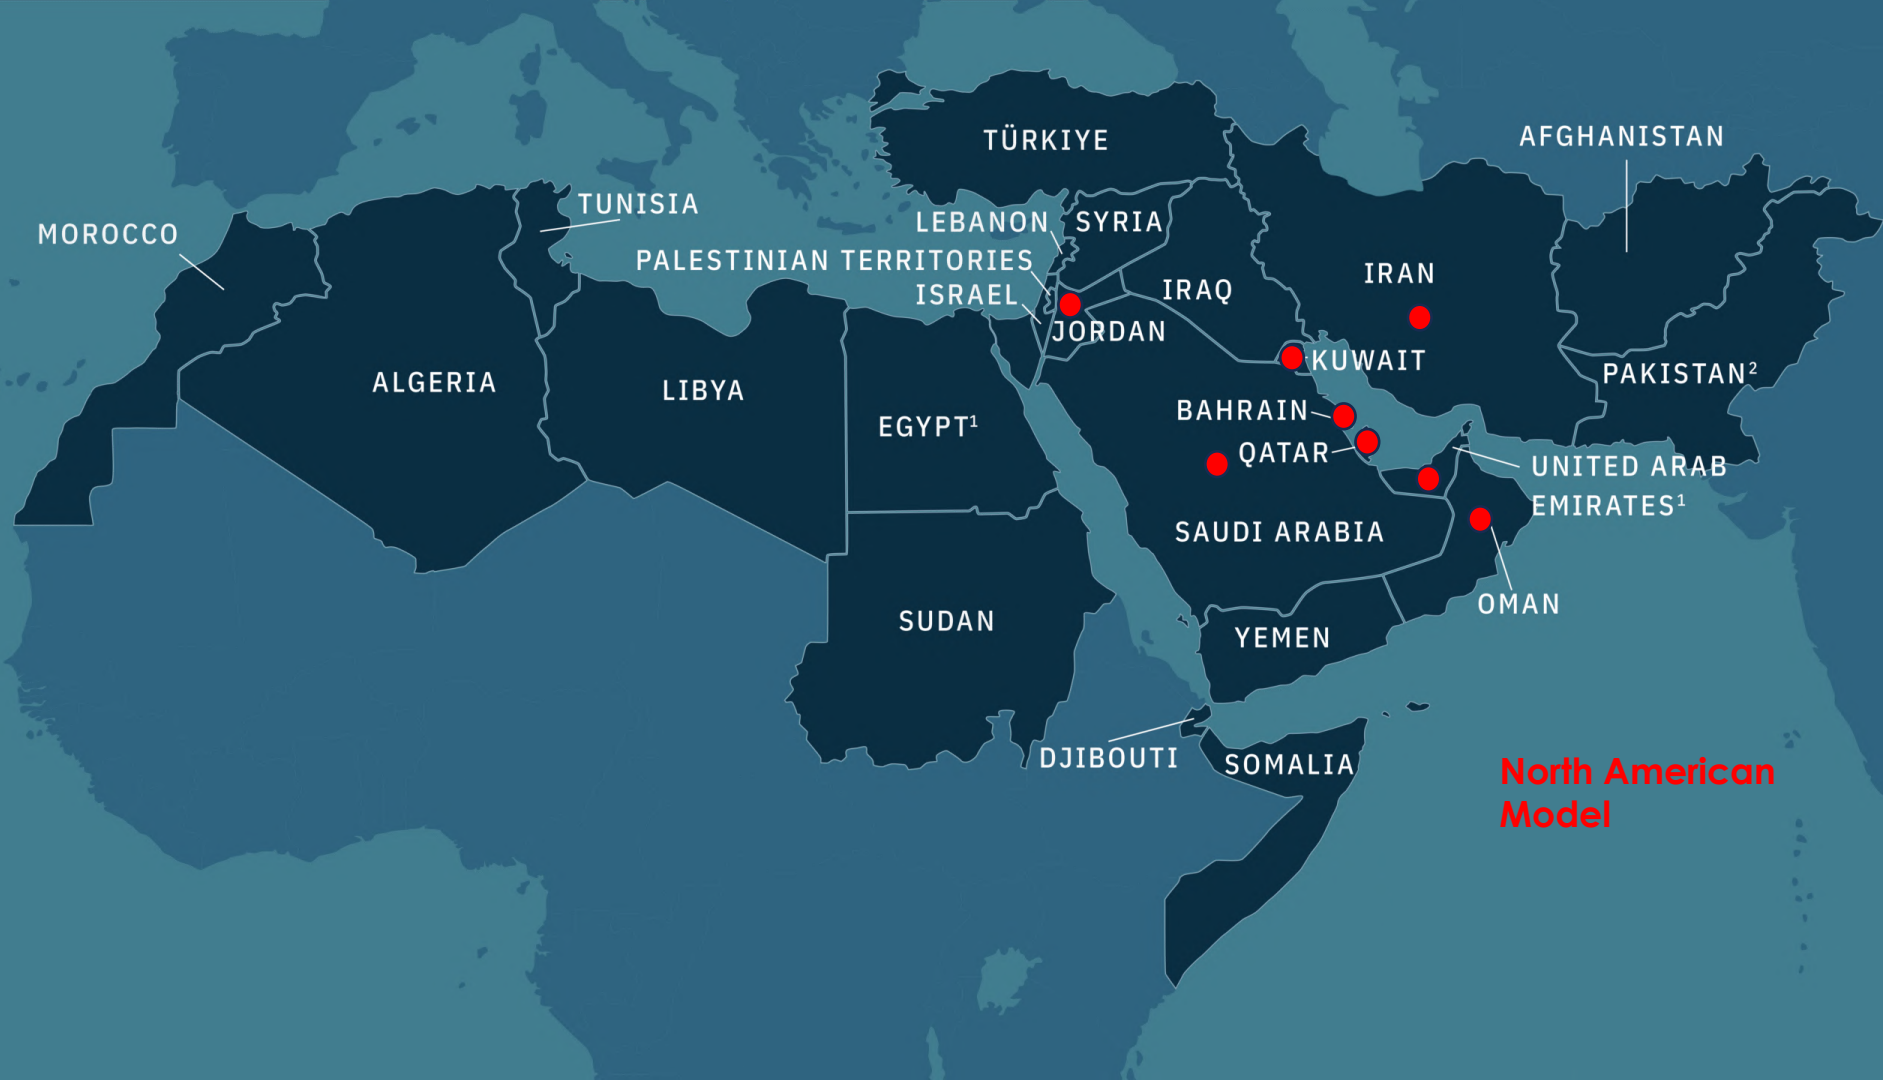 TÜRKIYE
AFGHANISTAN
TUNISIA
MOROCCO
LEBANON
SYRIA
PALESTINIAN TERRITORIES
IRAN
ISRAEL
IRAQ
JORDAN
KUWAIT
PAKISTAN²
ALGERIA
LIBYA
BAHRAIN
EGYPT¹
QATAR
UNITED ARAB
EMIRATES¹
SAUDI ARABIA
OMAN
SUDAN
YEMEN
DJIBOUTI
SOMALIA
North American
Model